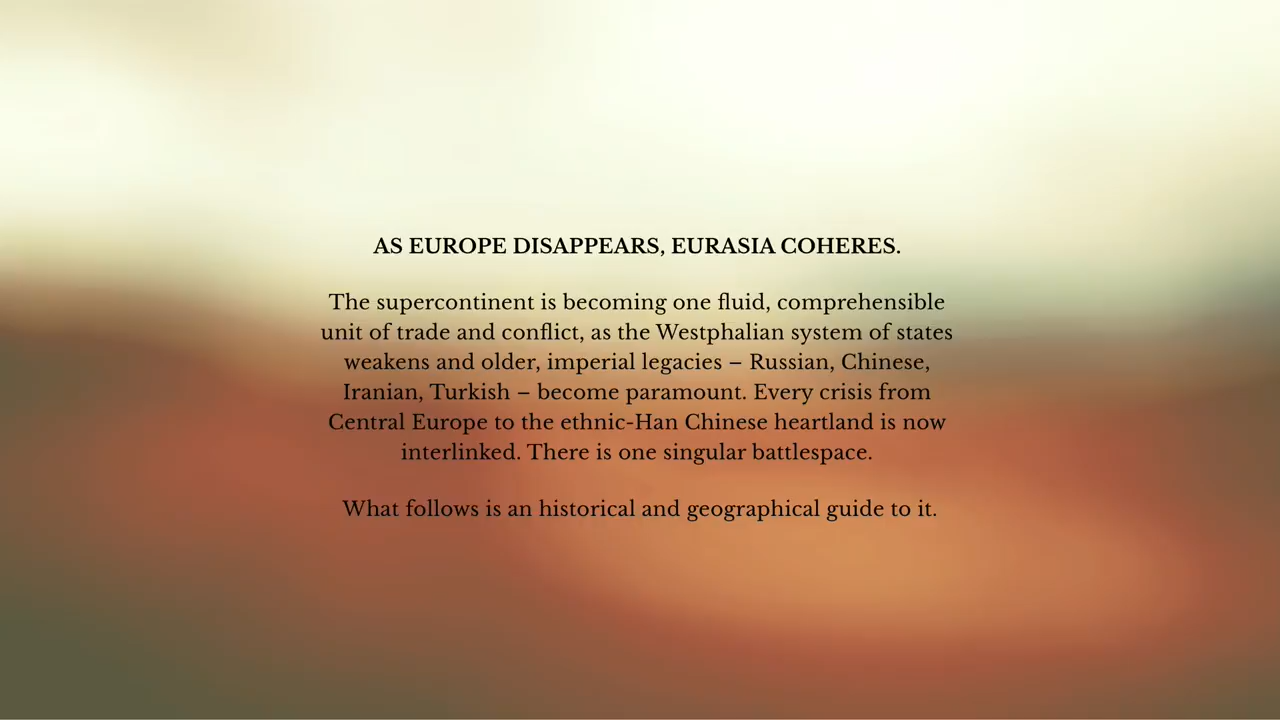 AS EUROPE DISAPPEARS, EURASIA COHERES.
The supercontinent is becoming one fluid, comprehensible
unit of trade and conflict, as the Westphalian system of states
weakens and older, imperial legacies – Russian, Chinese,
Iranian, Turkish – become paramount. Every crisis from
Central Europe to the ethnic-Han Chinese heartland is now
interlinked. There is one singular battlespace.
What follows is an historical and geographical guide to it.